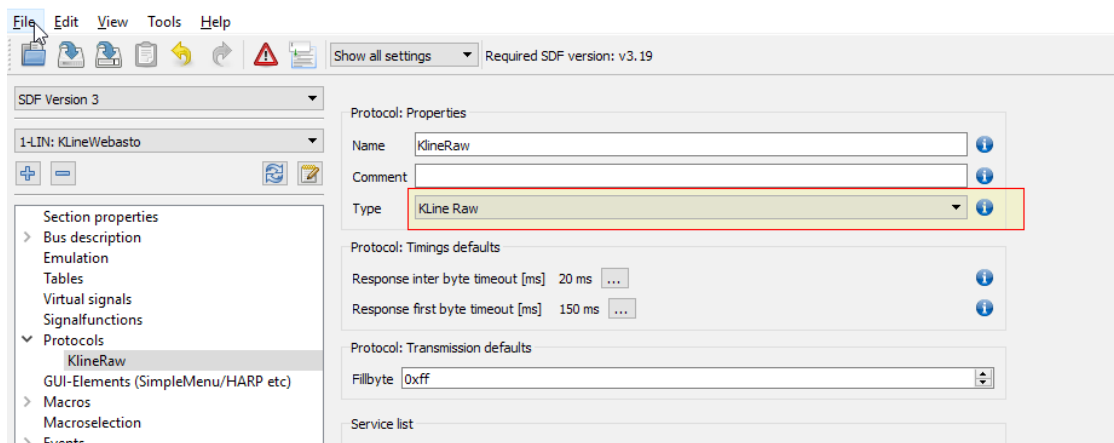 File Edit View Tools Help
Show all settings Required SDF version: v3.19
SDF Version 3
1-LIN: KLineWebasto
Section properties
Bus description
Emulation
Tables
Virtual signals
Signalfunctions
Protocols
KlineRaw
GUI-Elements (SimpleMenu/HARP etc)
Macros
Macroselection
Events
Protocol: Properties
Name KlineRaw
Comment
Type KLine Raw
Protocol: Timings defaults
Response inter byte timeout [ms] 20 ms ...
Response first byte timeout [ms] 150 ms ...
Protocol: Transmission defaults
Fillbyte 0xff
Service list